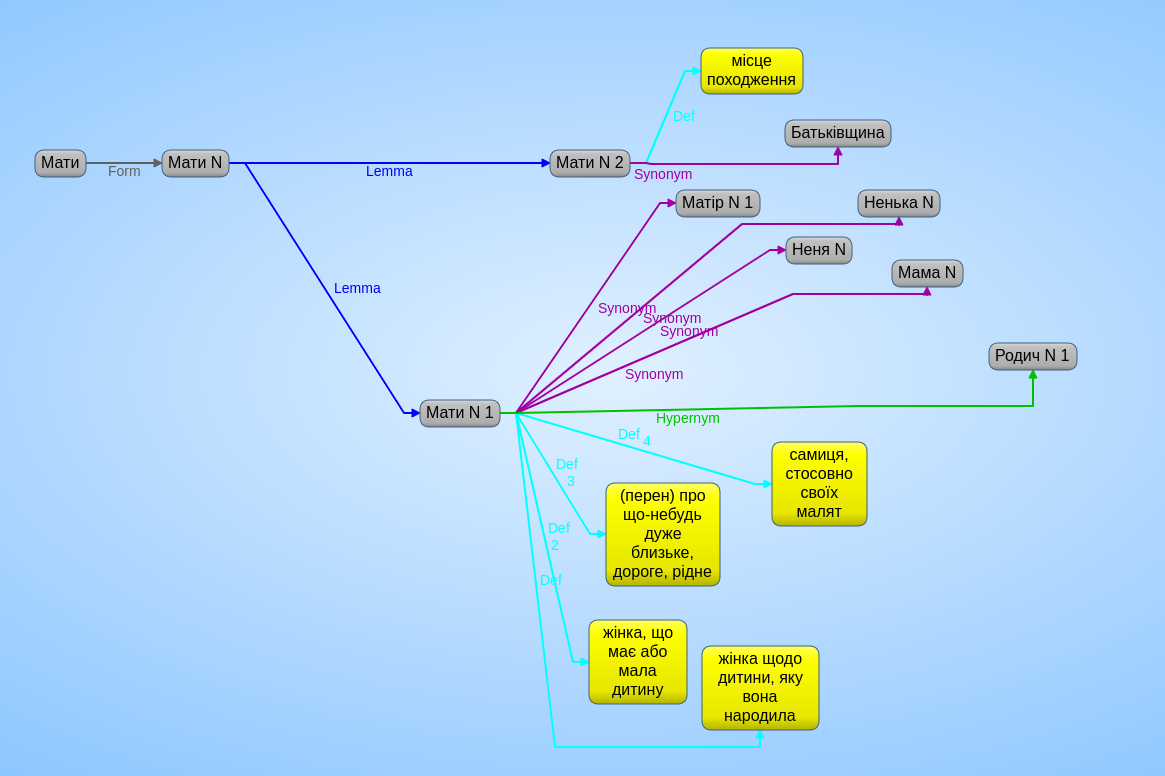 місце
походження
Def
Батьківщина
Мати
Form
Мати N
Lemma
Мати N 2
Synonym
Матір N 1
Ненька N
Неня N
Мама N
Lemma
Synonym
Synonym
Synonym
Synonym
Родич N 1
Мати N 1
Hypernym
Def 4
самиця,
стосовно
своїх
малят
Def
3
(перен) про
що-небудь
дуже
близьке,
дороге, рідне
Def
2
Def
жінка, що
має або
мала
дитину
жінка щодо
дитини, яку
вона
народила